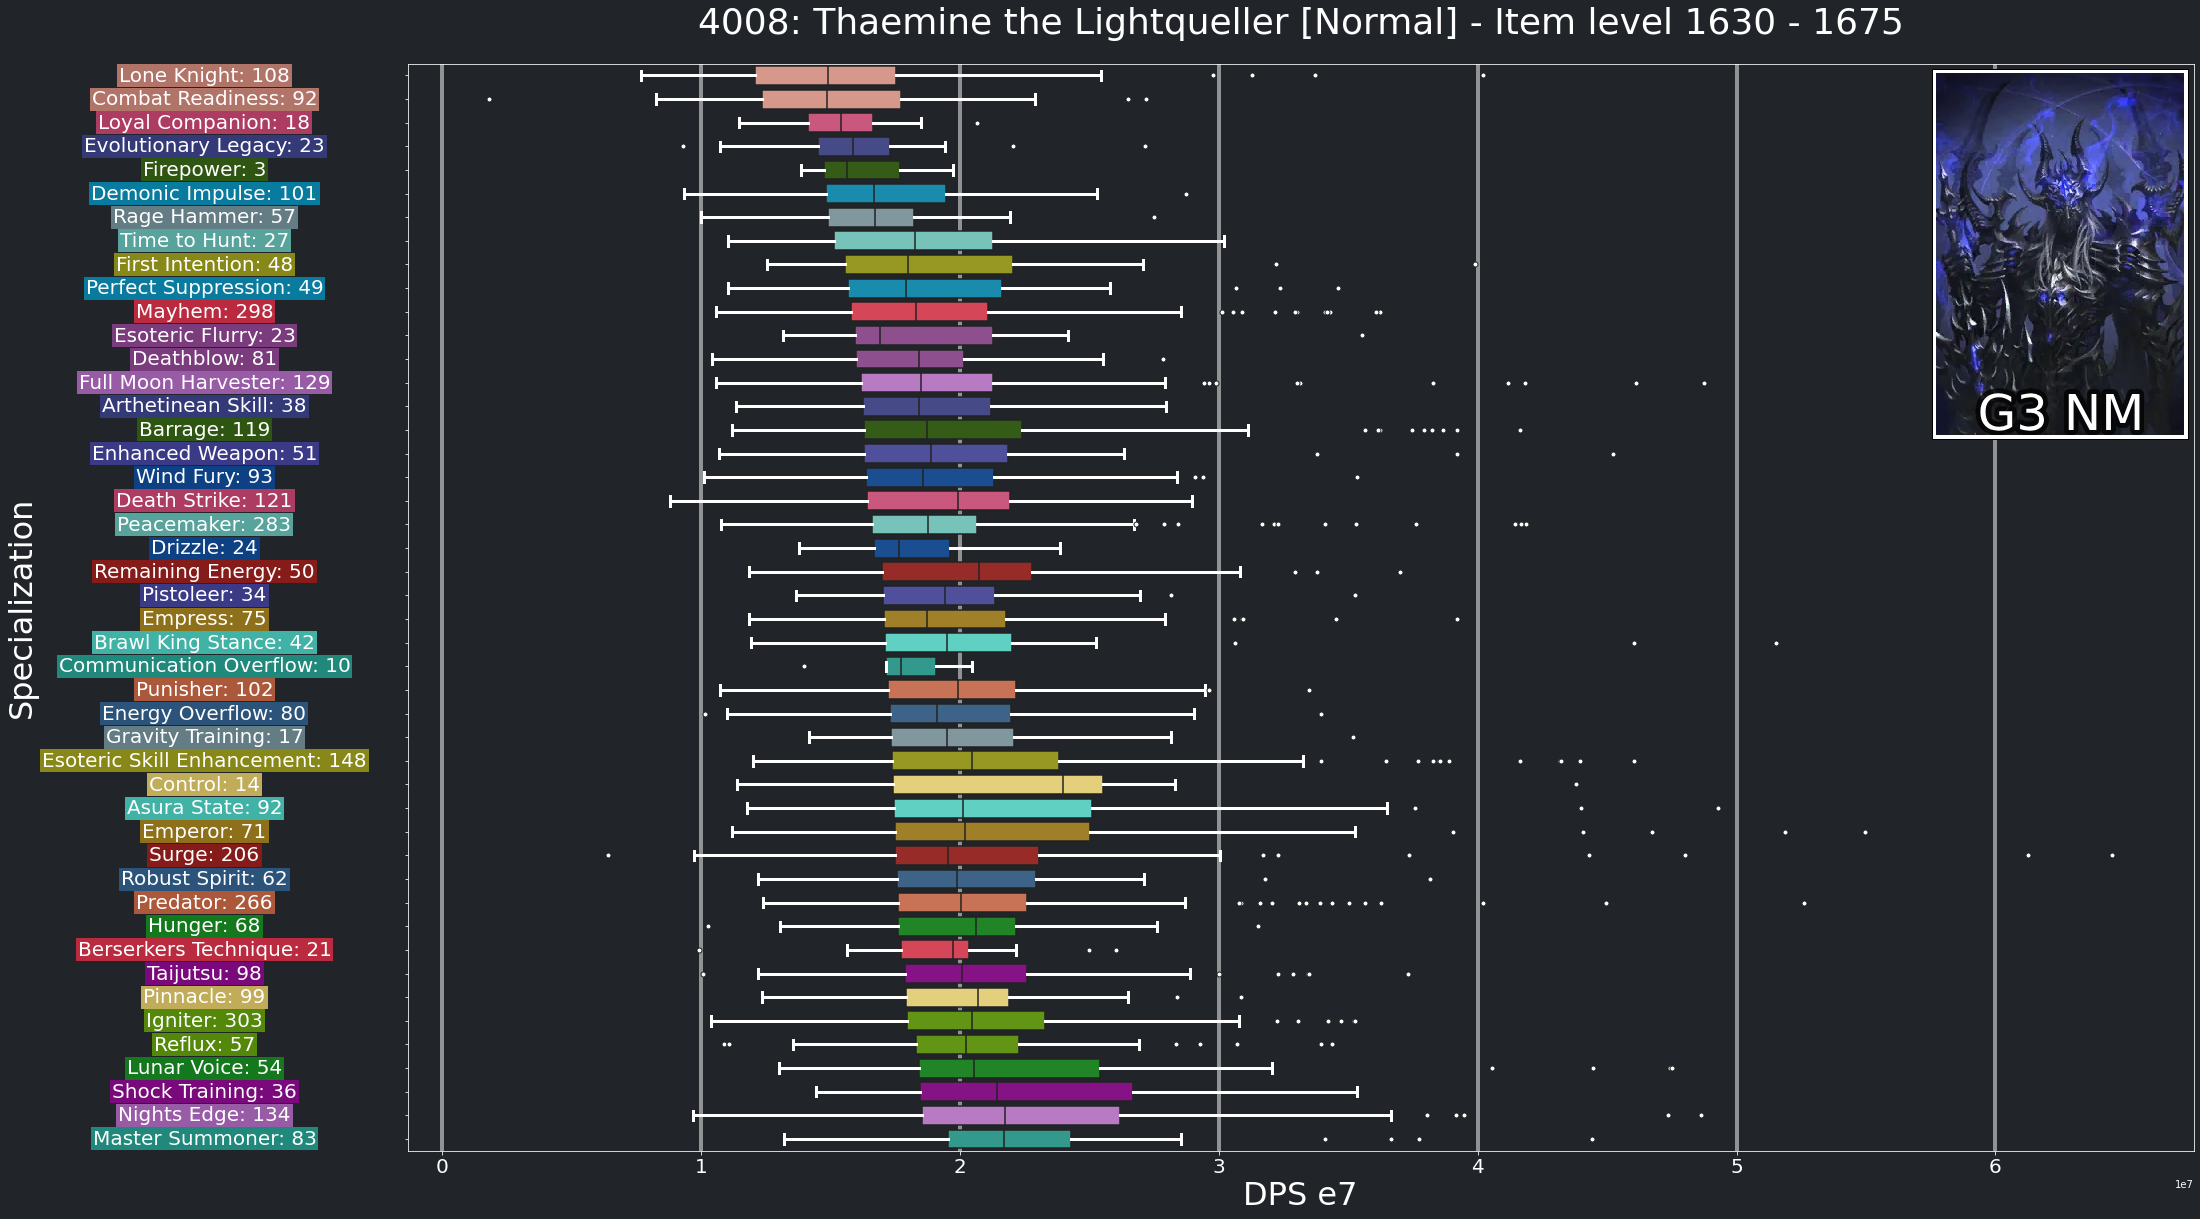 4008: Thaemine the Lightqueller [Normal] - Item level 1630 - 1675
Lone Knight: 108
Combat Readiness: 92
Loyal Companion: 18
Evolutionary Legacy: 23
Firepower: 3
Demonic Impulse: 101
Rage Hammer: 57
Time to Hunt: 27
First Intention: 48
Perfect Suppression: 49
Mayhem: 298
Esoteric Flurry: 23
Deathblow: 81
Full Moon Harvester: 129
Arthetinean Skill: 38
Barrage: 119
Enhanced Weapon: 51
Wind Fury: 93
Death Strike: 121
Peacemaker: 283
Drizzle: 24
Remaining Energy: 50
Pistoleer: 34
Empress: 75
Brawl King Stance: 42
Communication Overflow: 10
Punisher: 102
Energy Overflow: 80
Gravity Training: 17
Esoteric Skill Enhancement: 148
Control: 14
Asura State: 92
Emperor: 71
Surge: 206
Robust Spirit: 62
Predator: 266
Hunger: 68
Berserkers Technique: 21
Taijutsu: 98
Pinnacle: 99
Igniter: 303
Reflux: 57
Lunar Voice: 54
Shock Training: 36
Nights Edge: 134
Master Summoner: 83
Specialization
G3 NM
0 1 2 3 4 5 6
DPS e7
1e7